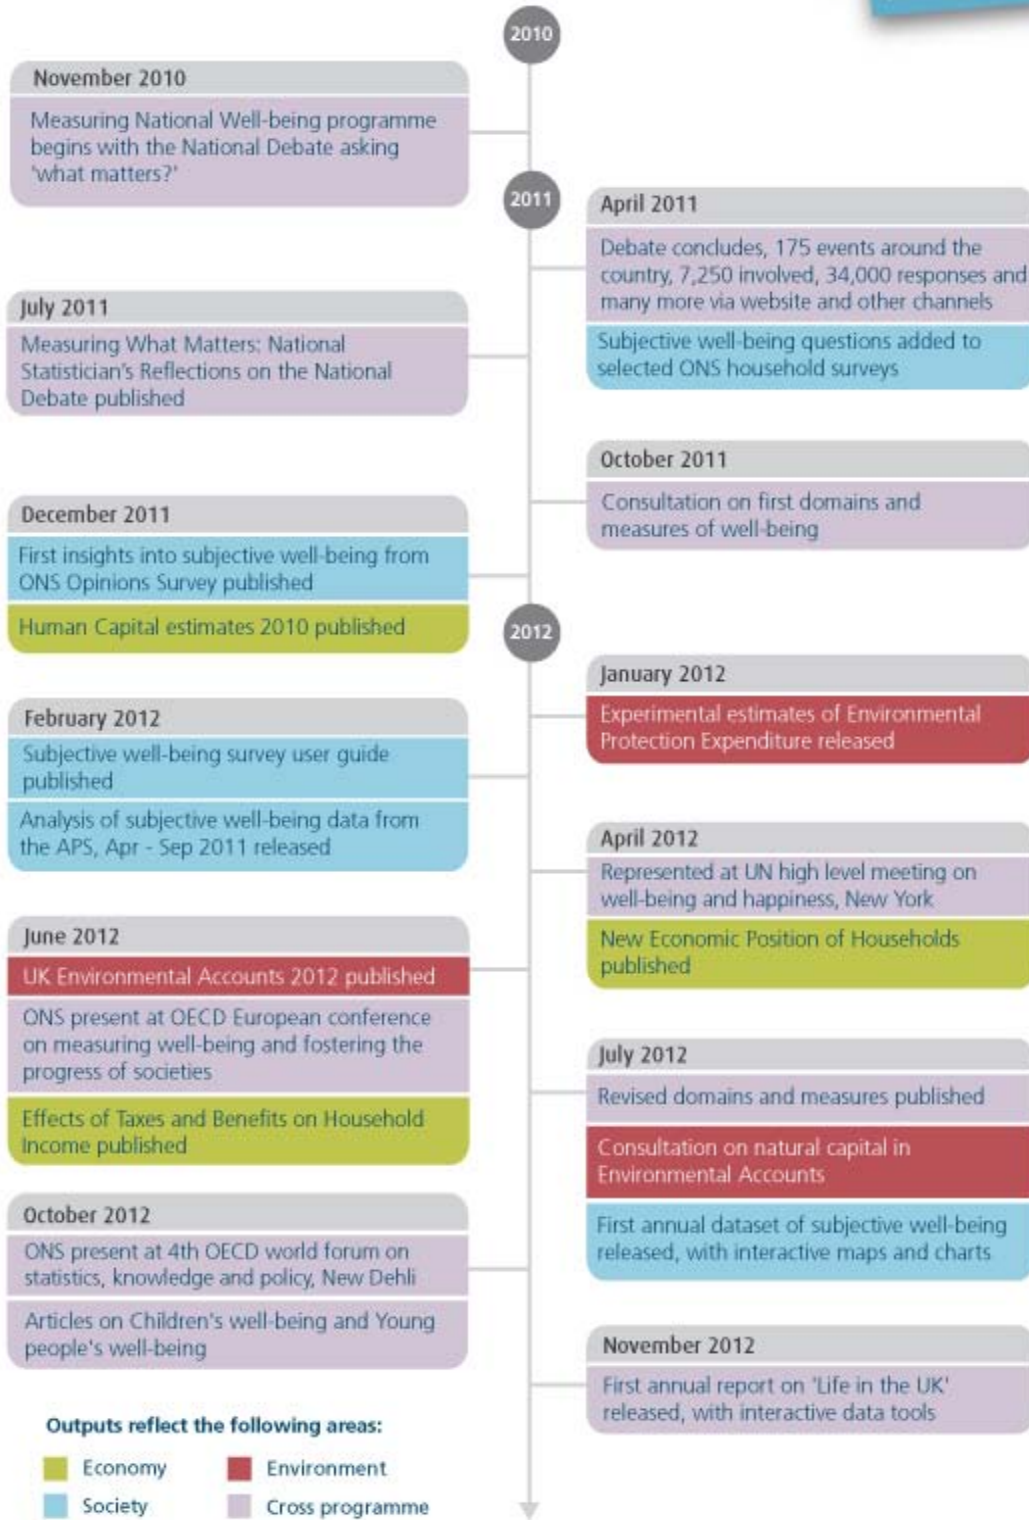 2010
November 2010
Measuring National Well-being programme
begins with the National Debate asking
'what matters?'
2011
April 2011
Debate concludes, 175 events around the
country, 7,250 involved, 34,000 responses and
many more via website and other channels
Subjective well-being questions added to
selected ONS household surveys
July 2011
Measuring What Matters: National
Statistician's Reflections on the National
Debate published
October 2011
Consultation on first domains and
measures of well-being
December 2011
First insights into subjective well-being from
ONS Opinions Survey published
Human Capital estimates 2010 published
2012
January 2012
Experimental estimates of Environmental
Protection Expenditure released
February 2012
Subjective well-being survey user guide
published
Analysis of subjective well-being data from
the APS, Apr - Sep 2011 released
April 2012
Represented at UN high level meeting on
well-being and happiness, New York
New Economic Position of Households
published
June 2012
UK Environmental Accounts 2012 published
ONS present at OECD European conference
on measuring well-being and fostering the
progress of societies
Effects of Taxes and Benefits on Household
Income published
July 2012
Revised domains and measures published
Consultation on natural capital in
Environmental Accounts
First annual dataset of subjective well-being
released, with interactive maps and charts
October 2012
ONS present at 4th OECD world forum on
statistics, knowledge and policy, New Dehli
Articles on Children's well-being and Young
people's well-being
November 2012
First annual report on 'Life in the UK'
released, with interactive data tools
Outputs reflect the following areas:
Economy
Environment
Society
Cross programme